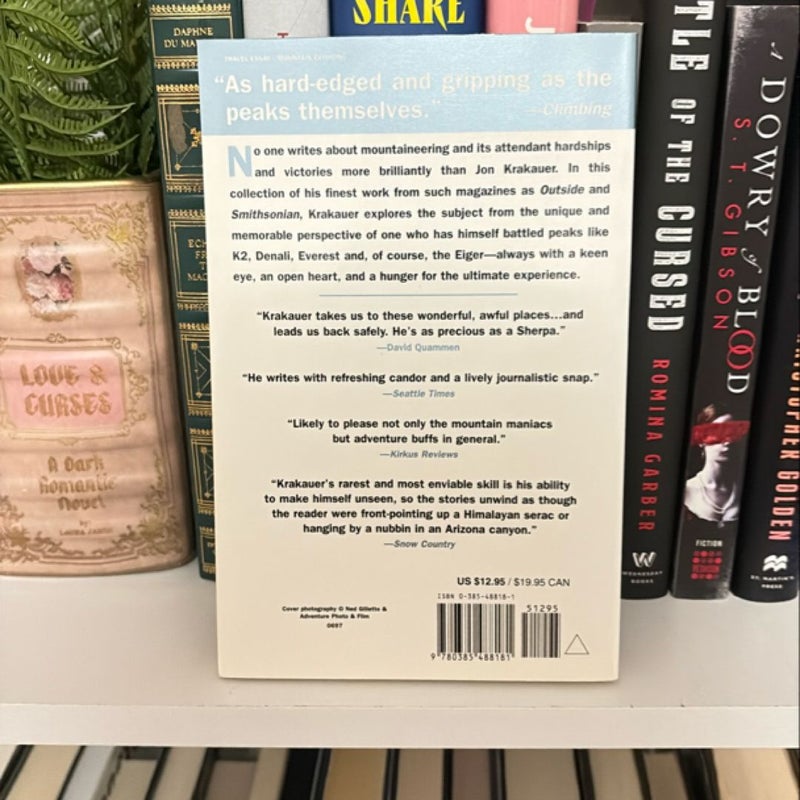 SHARE
DAPHNE
DU MA
"As hard-edged and gripping as the
peaks themselves."
—Climbing
No one writes about mountaineering and its attendant hardships
and victories more brilliantly than Jon Krakauer. In this
collection of his finest work from such magazines as Outside and
Smithsonian, Krakauer explores the subject from the unique and
memorable perspective of one who has himself battled peaks like
K2, Denali, Everest and, of course, the Eiger—always with a keen
eye, an open heart, and a hunger for the ultimate experience.
"Krakauer takes us to these wonderful, awful places...and
leads us back safely. He's as precious as a Sherpa."
—David Quammen
"He writes with refreshing candor and a lively journalistic snap."
—Seattle Times
"Likely to please not only the mountain maniacs
but adventure buffs in general."
—Kirkus Reviews
"Krakauer's rarest and most enviable skill is his ability
to make himself unseen, so the stories unwind as though
the reader were front-pointing up a Himalayan serac or
hanging by a nubbin in an Arizona canyon."
—Snow Country
US $12.95 / $19.95 CAN
ISBN 0-385-48818-1
51295
9 780385 488181
Cover photography © Ned Gillette &
Adventure Photo & Film
0697
LOVE &
CURSES
A Dark
Romantic
Novel
by
TLE OF THE CURSED
ROMINA GARBER
W
WEDNESDAY
BOOKS
A DOWRY of BLOOD
S. T. GIBSON
FICTION
REDHOOK
RISTOPHER GOLDEN
ST. MARTIN'S
PRESS